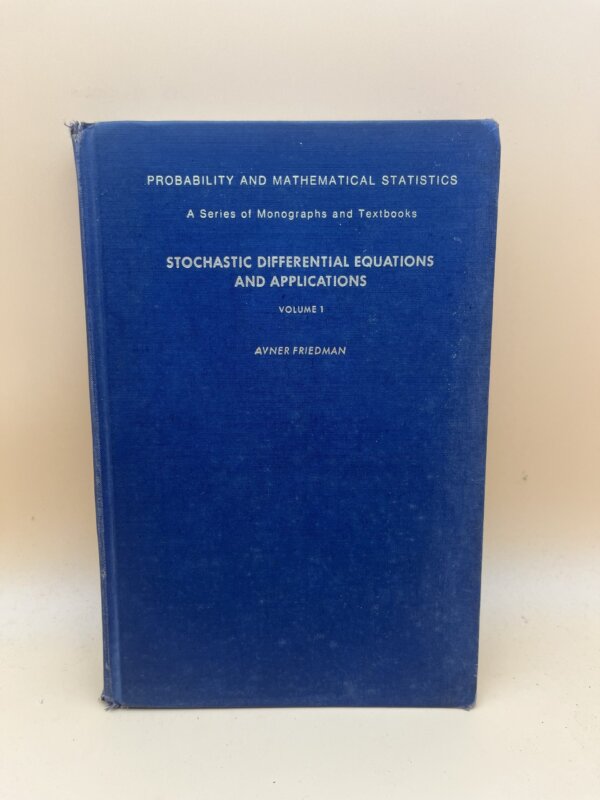 PROBABILITY AND MATHEMATICAL STATISTICS
A Series of Monographs and Textbooks
STOCHASTIC DIFFERENTIAL EQUATIONS
AND APPLICATIONS
VOLUME 1
AVNER FRIEDMAN